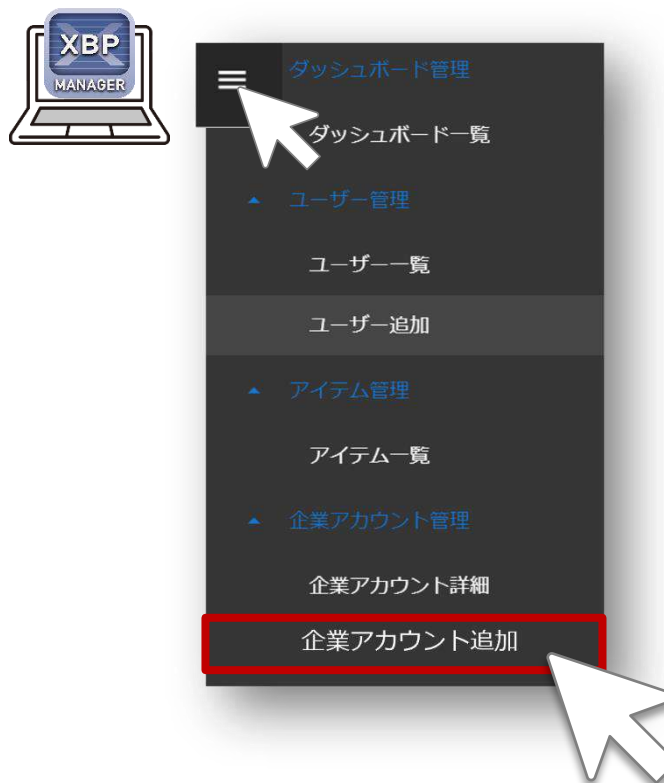 XBP
MANAGER
ダッシュボード管理
ダッシュボード一覧
ユーザー管理
ユーザー一覧
ユーザー追加
アイテム管理
アイテム一覧
企業アカウント管理
企業アカウント詳細
企業アカウント追加